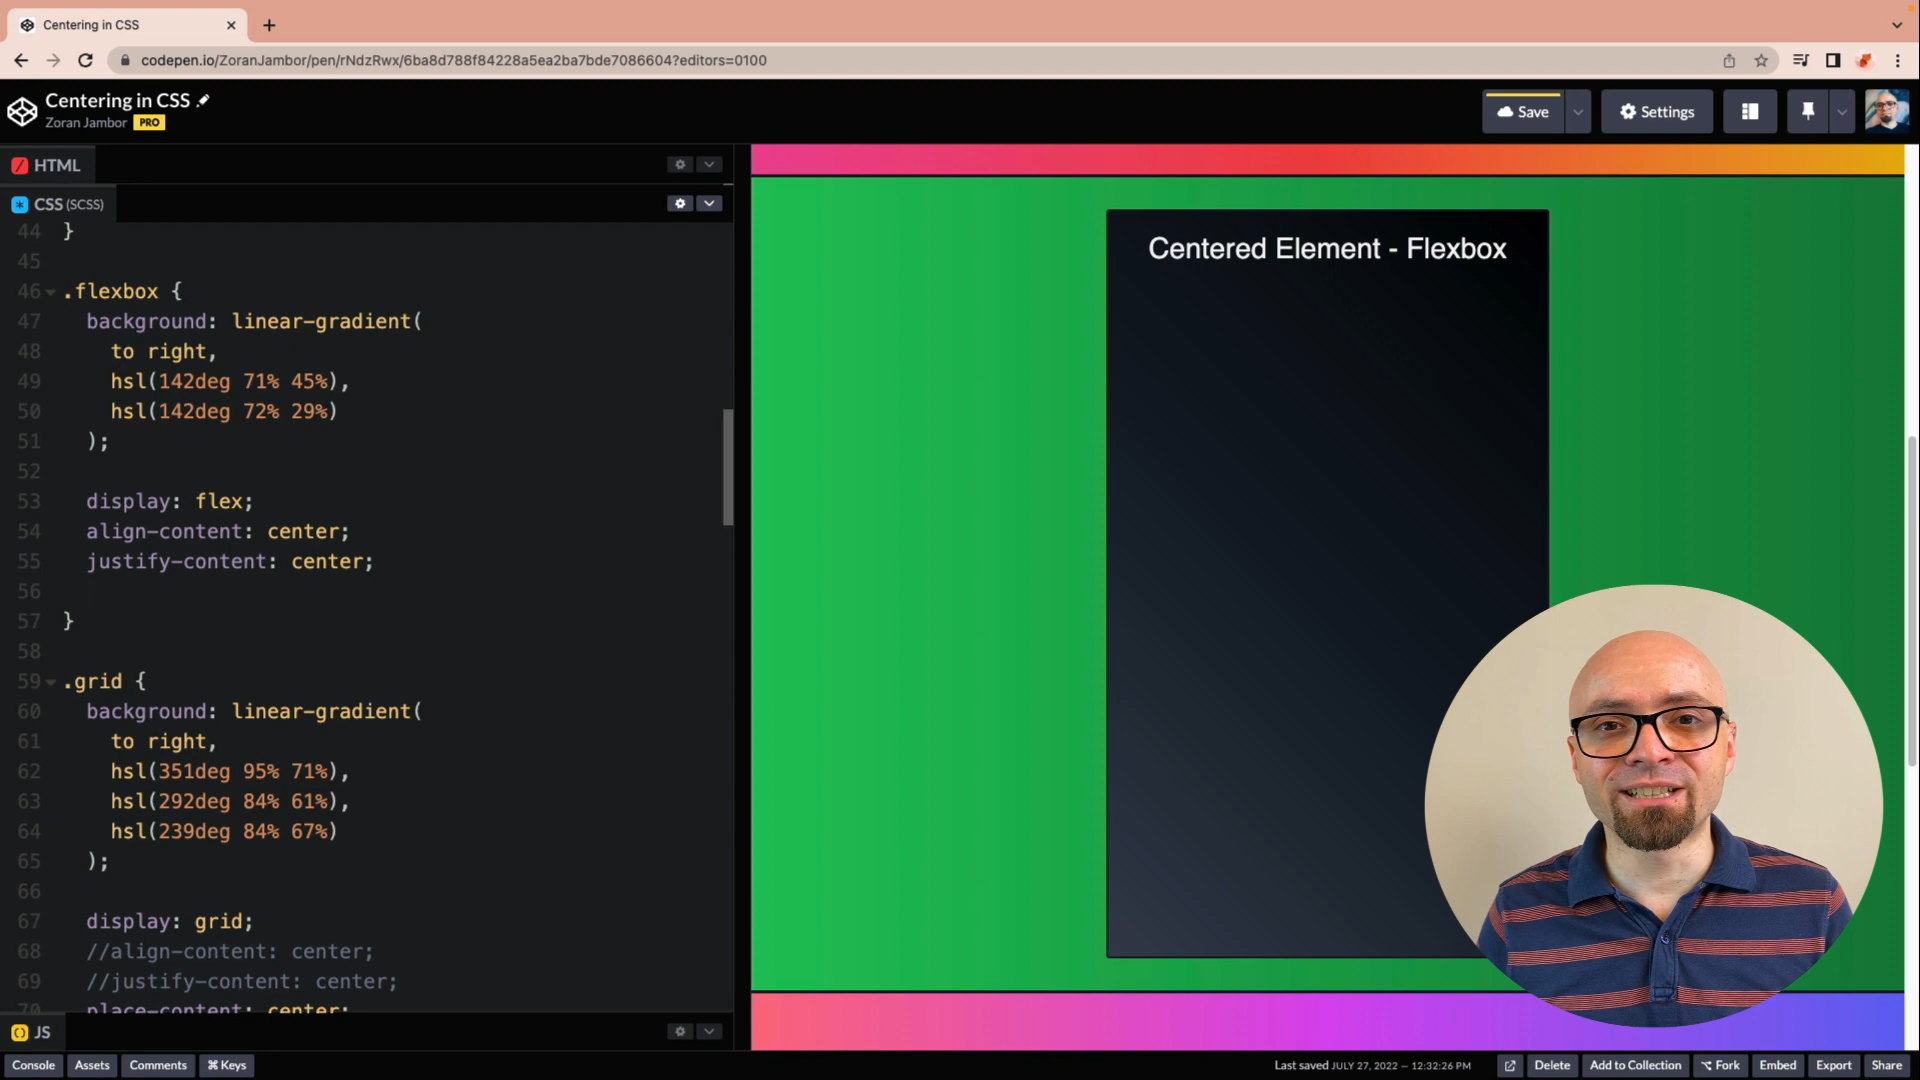 Centering in CSS
codepen.io/ZoranJambor/pen/rNdzRwx/6ba8d788f84228a5ea2ba7bde7086604?editors=0100
Centering in CSS
Zoran Jambor PRO
Save
Settings
HTML
CSS (SCSS)
44 }
45
46 .flexbox {
47 background: linear-gradient(
48 to right,
49 hsl(142deg 71% 45%),
50 hsl(142deg 72% 29%)
51 );
52
53 display: flex;
54 align-content: center;
55 justify-content: center;
56
57 }
58
59 .grid {
60 background: linear-gradient(
61 to right,
62 hsl(351deg 95% 71%),
63 hsl(292deg 84% 61%),
64 hsl(239deg 84% 67%)
65 );
66
67 display: grid;
68 //align-content: center;
69 //justify-content: center;
70 place-content: center;
Centered Element - Flexbox
JS
Console Assets Comments ⌘ Keys
Last saved JULY 27, 2022 — 12:32:26 PM
Delete Add to Collection ⌥ Fork Embed Export Share